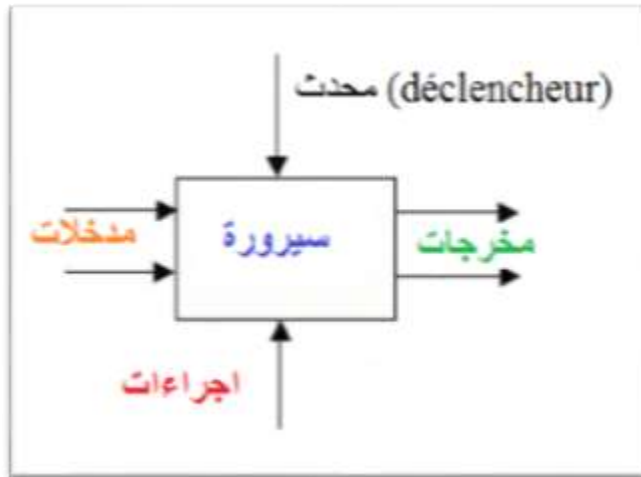 محدث (déclencheur)
مدخلات
سيرورة
مخرجات
اجراءات